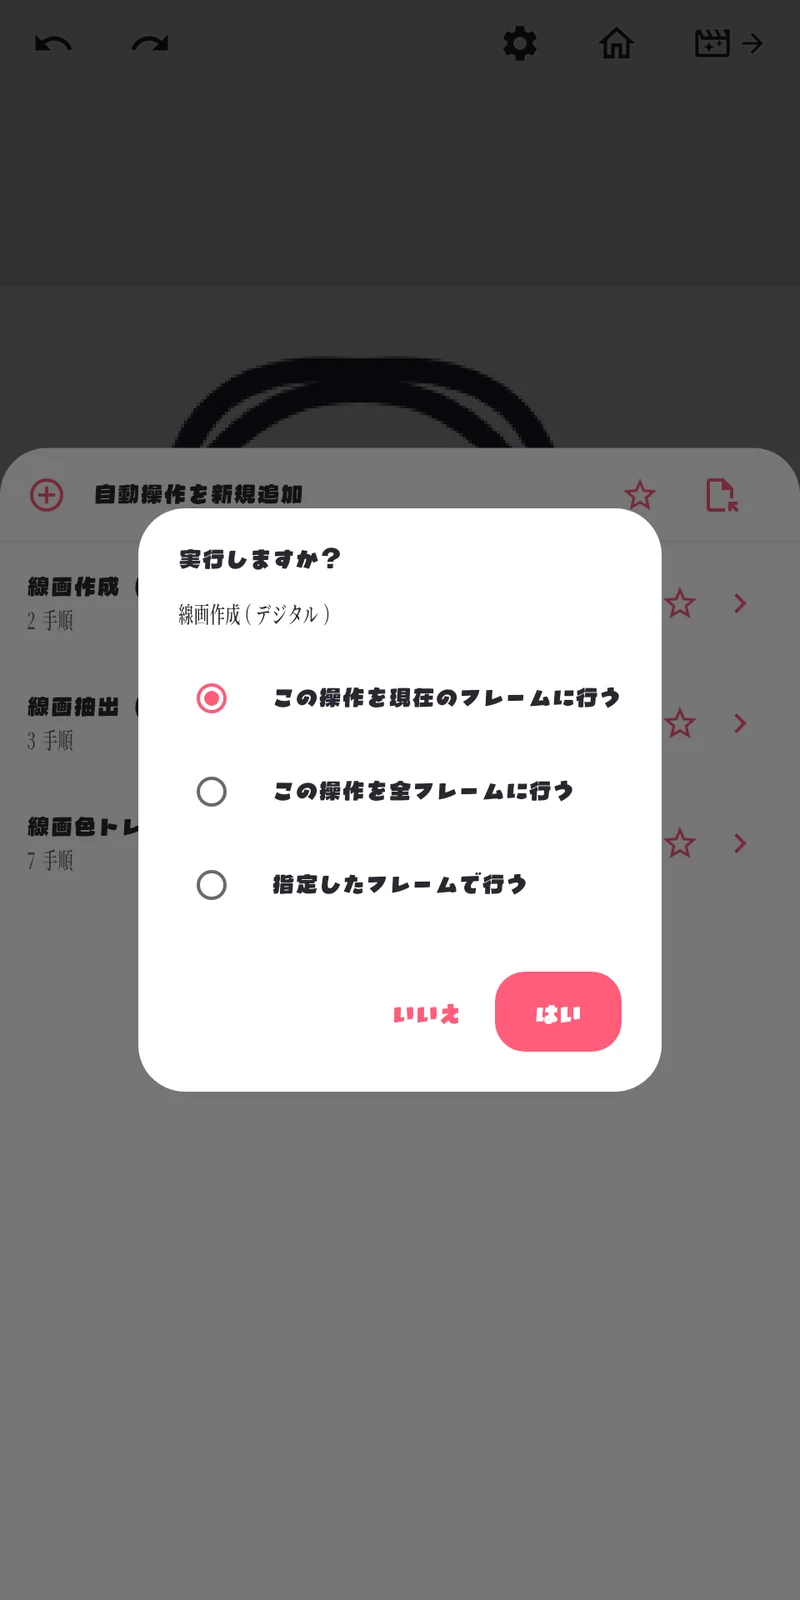 自動操作を新規追加
実行しますか?
線画作成(デジタル)
線画作成(
2 手順
この操作を現在のフレームに行う
線画抽出(
3 手順
この操作を全フレームに行う
線画色トレ
7 手順
指定したフレームで行う
いいえ
はい